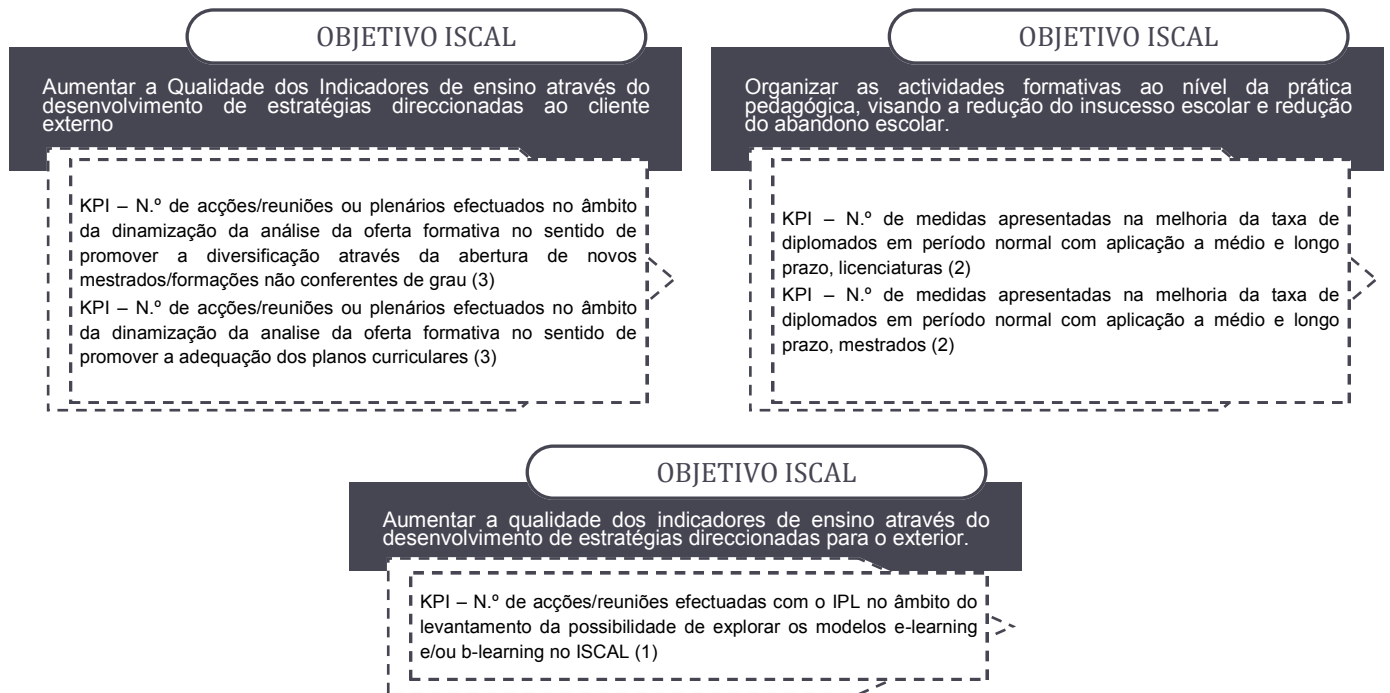 OBJETIVO ISCAL
Aumentar a Qualidade dos Indicadores de ensino através do
desenvolvimento de estratégias direccionadas ao cliente
externo
KPI – N.º de acções/reuniões ou plenários efectuados no âmbito
da dinamização da análise da oferta formativa no sentido de
promover a diversificação através da abertura de novos
mestrados/formações não conferentes de grau (3)
KPI – N.º de acções/reuniões ou plenários efectuados no âmbito
da dinamização da analise da oferta formativa no sentido de
promover a adequação dos planos curriculares (3)
OBJETIVO ISCAL
Organizar as actividades formativas ao nível da prática
pedagógica, visando a redução do insucesso escolar e redução
do abandono escolar.
KPI – N.º de medidas apresentadas na melhoria da taxa de
diplomados em período normal com aplicação a médio e longo
prazo, licenciaturas (2)
KPI – N.º de medidas apresentadas na melhoria da taxa de
diplomados em período normal com aplicação a médio e longo
prazo, mestrados (2)
OBJETIVO ISCAL
Aumentar a qualidade dos indicadores de ensino através do
desenvolvimento de estratégias direccionadas para o exterior.
KPI – N.º de acções/reuniões efectuadas com o IPL no âmbito do
levantamento da possibilidade de explorar os modelos e-learning
e/ou b-learning no ISCAL (1)